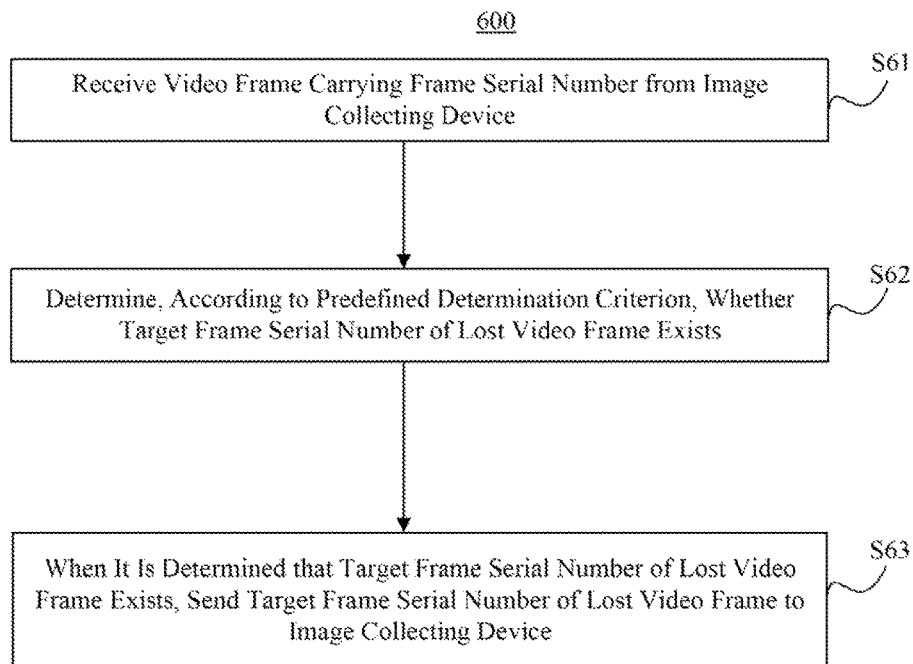 600
S61
Receive Video Frame Carrying Frame Serial Number from Image
Collecting Device
S62
Determine, According to Predefined Determination Criterion, Whether
Target Frame Serial Number of Lost Video Frame Exists
S63
When It Is Determined that Target Frame Serial Number of Lost Video
Frame Exists, Send Target Frame Serial Number of Lost Video Frame to
Image Collecting Device